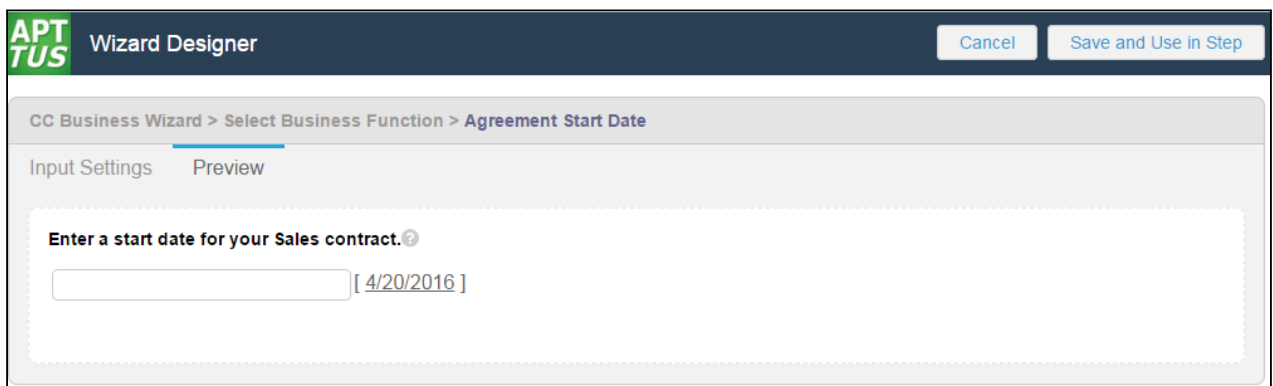 APT
TUS
Wizard Designer
Cancel
Save and Use in Step
CC Business Wizard > Select Business Function > Agreement Start Date
Input Settings
Preview
Enter a start date for your Sales contract.?
[ 4/20/2016 ]